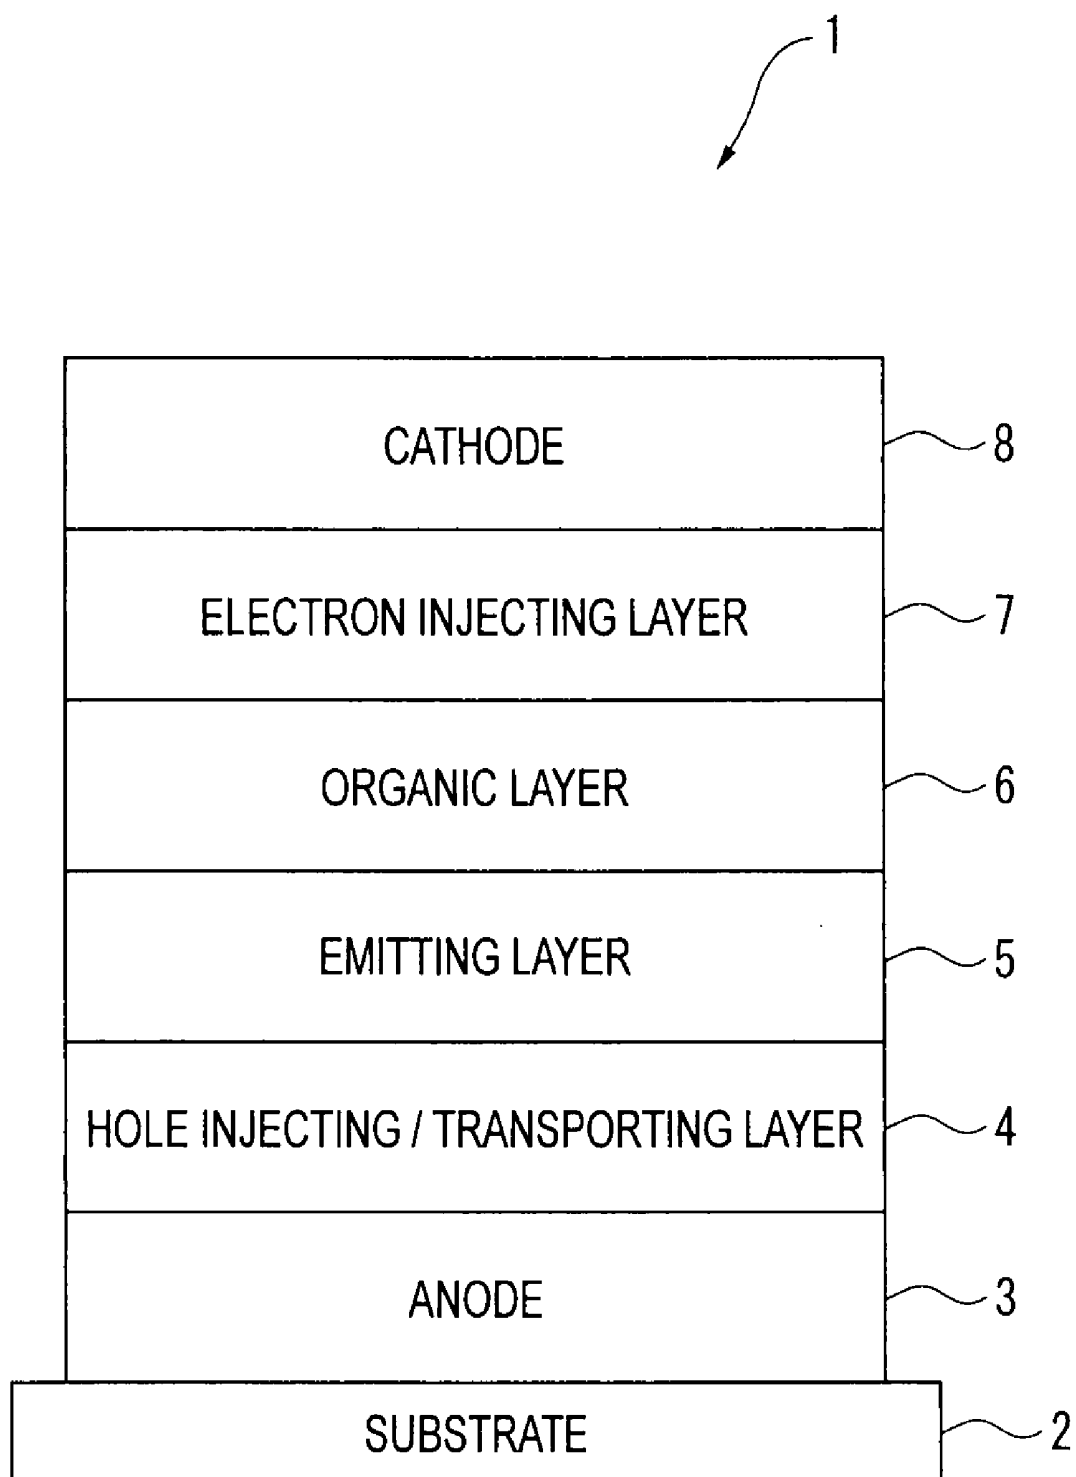 1
CATHODE 8
ELECTRON INJECTING LAYER 7
ORGANIC LAYER 6
EMITTING LAYER 5
HOLE INJECTING / TRANSPORTING LAYER 4
ANODE 3
SUBSTRATE 2